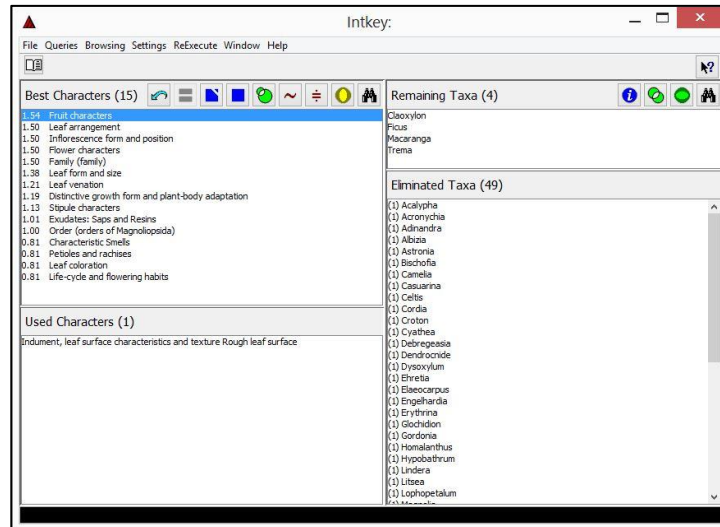 Intkey:
File Queries Browsing Settings ReExecute Window Help
Best Characters (15)
1.54 Fruit characters
1.50 Leaf arrangement
1.50 Inflorescence form and position
1.50 Flower characters
1.50 Family (family)
1.38 Leaf form and size
1.21 Leaf venation
1.19 Distinctive growth form and plant-body adaptation
1.13 Stipule characters
1.01 Exudates: Saps and Resins
1.00 Order (orders of Magnoliopsida)
0.81 Characteristic Smells
0.81 Petioles and rachises
0.81 Leaf coloration
0.81 Life-cycle and flowering habits
Used Characters (1)
Indument, leaf surface characteristics and texture Rough leaf surface
Remaining Taxa (4)
Claoxylon
Ficus
Macaranga
Trema
Eliminated Taxa (49)
(1) Acalypha
(1) Acronychia
(1) Adinandra
(1) Albizia
(1) Astronia
(1) Bischofia
(1) Camelia
(1) Casuarina
(1) Celtis
(1) Cordia
(1) Croton
(1) Cyathea
(1) Debregeasia
(1) Dendrocnide
(1) Dysoxylum
(1) Ehretia
(1) Elaeocarpus
(1) Engelhardia
(1) Erythrina
(1) Glochidion
(1) Gordonia
(1) Homalanthus
(1) Hypobathrum
(1) Lindera
(1) Litsea
(1) Lophopetalum
(1) Magnolia